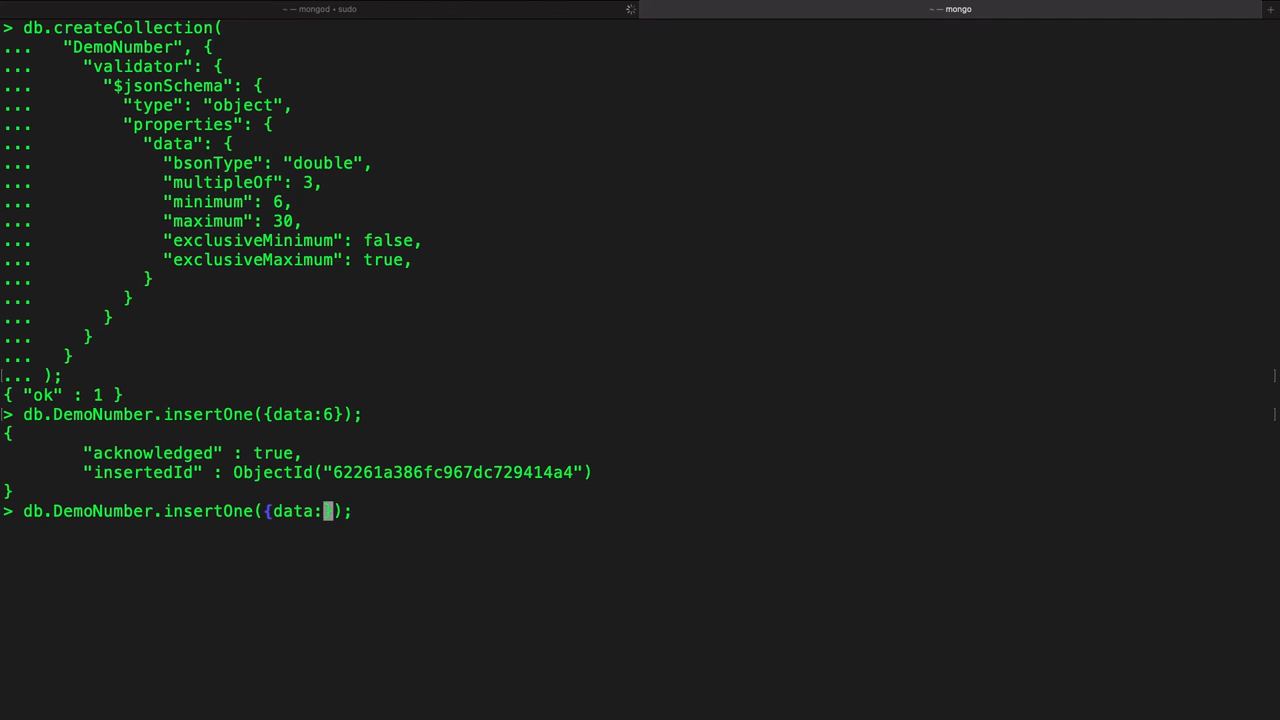 ~ — mongod • sudo
~ — mongo
> db.createCollection(
... "DemoNumber", {
... "validator": {
... "$jsonSchema": {
... "type": "object",
... "properties": {
... "data": {
... "bsonType": "double",
... "multipleOf": 3,
... "minimum": 6,
... "maximum": 30,
... "exclusiveMinimum": false,
... "exclusiveMaximum": true,
... }
... }
... }
... }
... }
... );
{ "ok" : 1 }
> db.DemoNumber.insertOne({data:6});
{
"acknowledged" : true,
"insertedId" : ObjectId("62261a386fc967dc729414a4")
}
> db.DemoNumber.insertOne({data:});